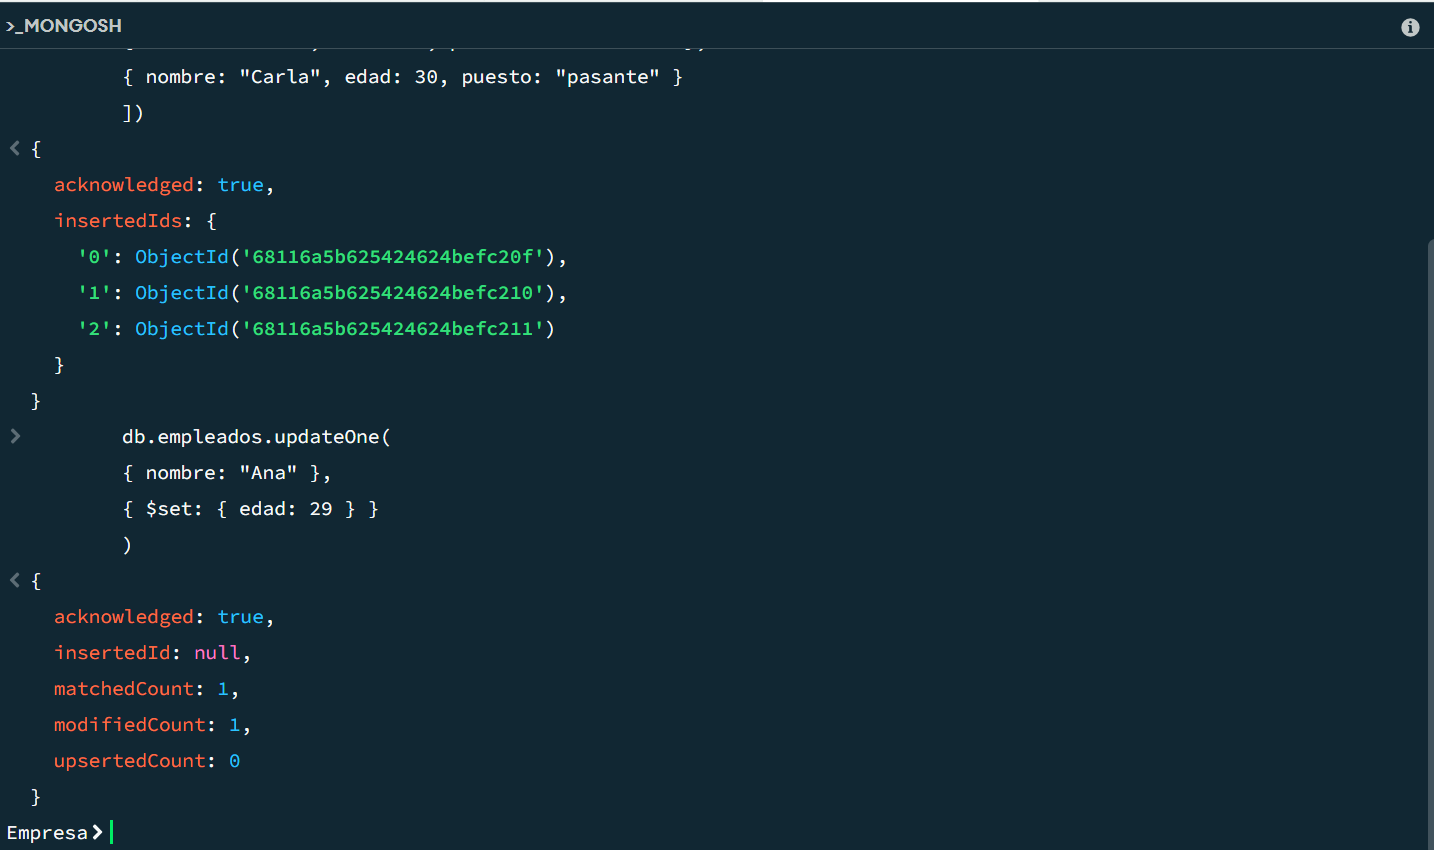 >_MONGOSH
{ nombre: "Carla", edad: 30, puesto: "pasante" }
])
{
acknowledged: true,
insertedIds: {
'0': ObjectId('68116a5b625424624befc20f'),
'1': ObjectId('68116a5b625424624befc210'),
'2': ObjectId('68116a5b625424624befc211')
}
}
db.empleados.updateOne(
{ nombre: "Ana" },
{ $set: { edad: 29 } }
)
{
acknowledged: true,
insertedId: null,
matchedCount: 1,
modifiedCount: 1,
upsertedCount: 0
}
Empresa>